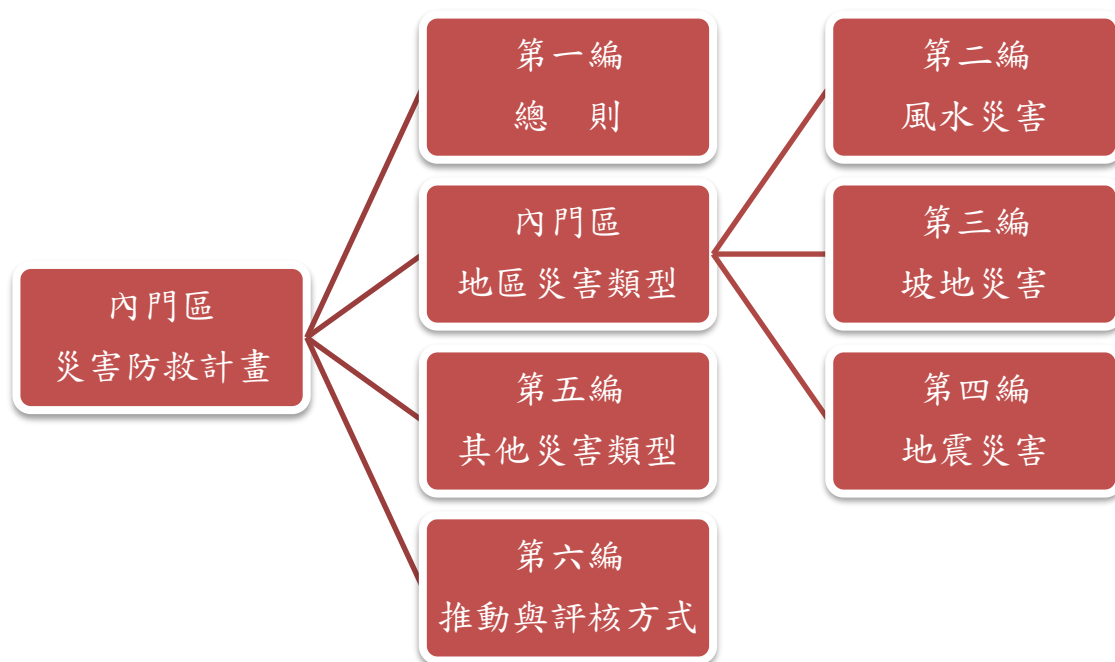 內門區
災害防救計畫
第一編
總　則
內門區
地區災害類型
第五編
其他災害類型
第六編
推動與評核方式
第二編
風水災害
第三編
坡地災害
第四編
地震災害